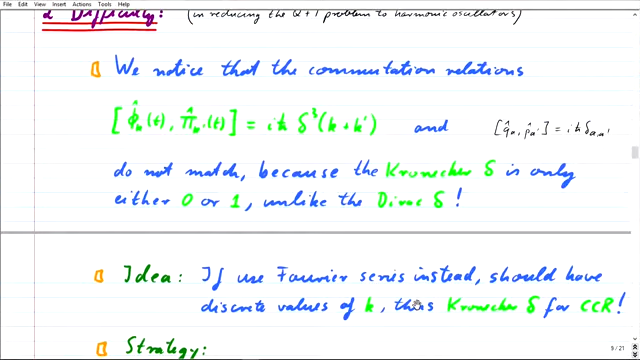 File Edit View Insert Actions Tools Help
2nd Difficulty: (in reducing the QFT problem to harmonic oscillators)
We notice that the commutation relations
[ϕ̂ₖ(t), π̂ₖ'(t)] = iħ δ³(k+k') and [q̂ₐ, p̂ₐ'] = iħ δₐ,ₐ'
do not match, because the Kronecker δ is only
either 0 or 1, unlike the Dirac δ!
Idea: If use Fourier series instead, should have
discrete values of k, thus Kronecker δ for CCR!
Strategy:
9 / 21